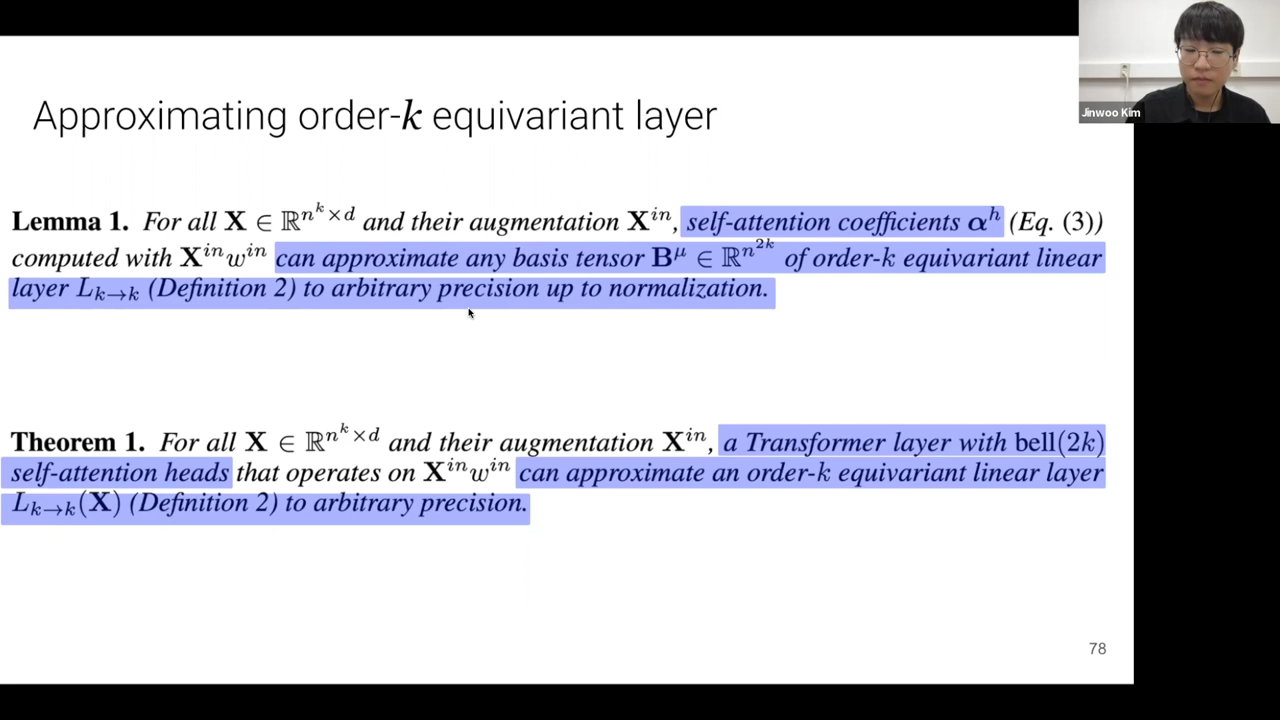 Jinwoo Kim
Approximating order-k equivariant layer
Lemma 1. For all X ∈ ℝ^{n^k×d} and their augmentation X^{in}, self-attention coefficients α^h (Eq. (3))
computed with X^{in}w^{in} can approximate any basis tensor B^μ ∈ ℝ^{n^{2k}} of order-k equivariant linear
layer L_{k→k} (Definition 2) to arbitrary precision up to normalization.
Theorem 1. For all X ∈ ℝ^{n^k×d} and their augmentation X^{in}, a Transformer layer with bell(2k)
self-attention heads that operates on X^{in}w^{in} can approximate an order-k equivariant linear layer
L_{k→k}(X) (Definition 2) to arbitrary precision.
78